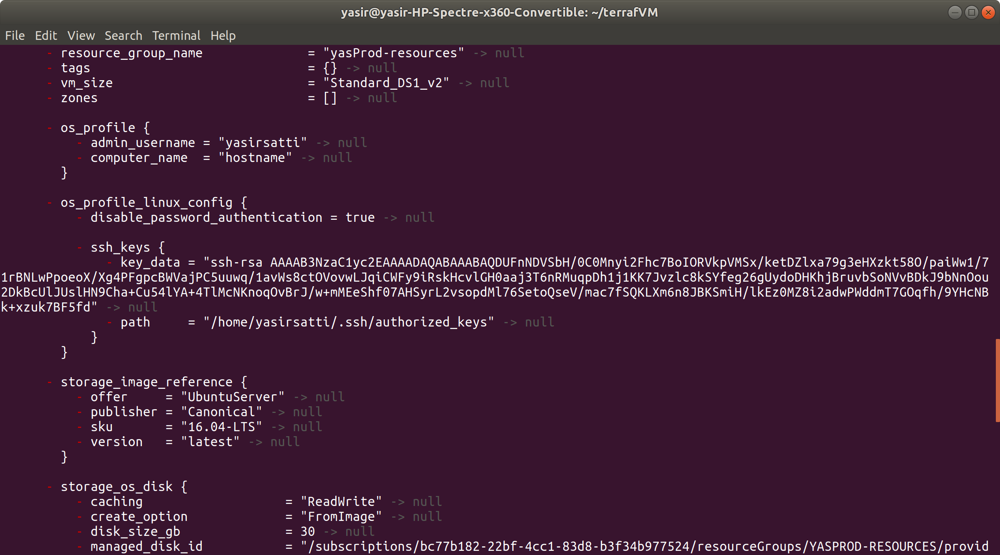 yasir@yasir-HP-Spectre-x360-Convertible: ~/terrafVM
File Edit View Search Terminal Help
- resource_group_name = "yasProd-resources" -> null
- tags = {} -> null
- vm_size = "Standard_DS1_v2" -> null
- zones = [] -> null
- os_profile {
- admin_username = "yasirsatti" -> null
- computer_name = "hostname" -> null
}
- os_profile_linux_config {
- disable_password_authentication = true -> null
- ssh_keys {
- key_data = "ssh-rsa AAAAB3NzaC1yc2EAAAADAQABAAABAQDUFnNDVSbH/0C0Mnyi2Fhc7BoIORVkpVMSx/ketDZlxa79g3eHXzkt58O/paiWw1/7
1rBNLwPpoeoX/Xg4PFgpcBWVajPC5uuwq/1avWs8ctOVovwLJqiCWFy9iRskHcvlGH0aaj3T6nRMuqpDh1j1KK7Jvzlc8kSYfeg26gUydoDHKhjBruvbSoNVvBDkJ9bNnOou
2DkBcUlJUslHN9Cha+Cu54lYA+4TlMcNKnoqOvBrJ/w+mMEeShf07AHSyrL2vsopdMl76SetoQseV/mac7fSQKLXm6n8JBKSmiH/lkEz0MZ8i2adwPWddmT7GOqfh/9YHcNB
k+xzuk7BF5fd" -> null
- path = "/home/yasirsatti/.ssh/authorized_keys" -> null
}
}
- storage_image_reference {
- offer = "UbuntuServer" -> null
- publisher = "Canonical" -> null
- sku = "16.04-LTS" -> null
- version = "latest" -> null
}
- storage_os_disk {
- caching = "ReadWrite" -> null
- create_option = "FromImage" -> null
- disk_size_gb = 30 -> null
- managed_disk_id = "/subscriptions/bc77b182-22bf-4cc1-83d8-b3f34b977524/resourceGroups/YASPROD-RESOURCES/provid